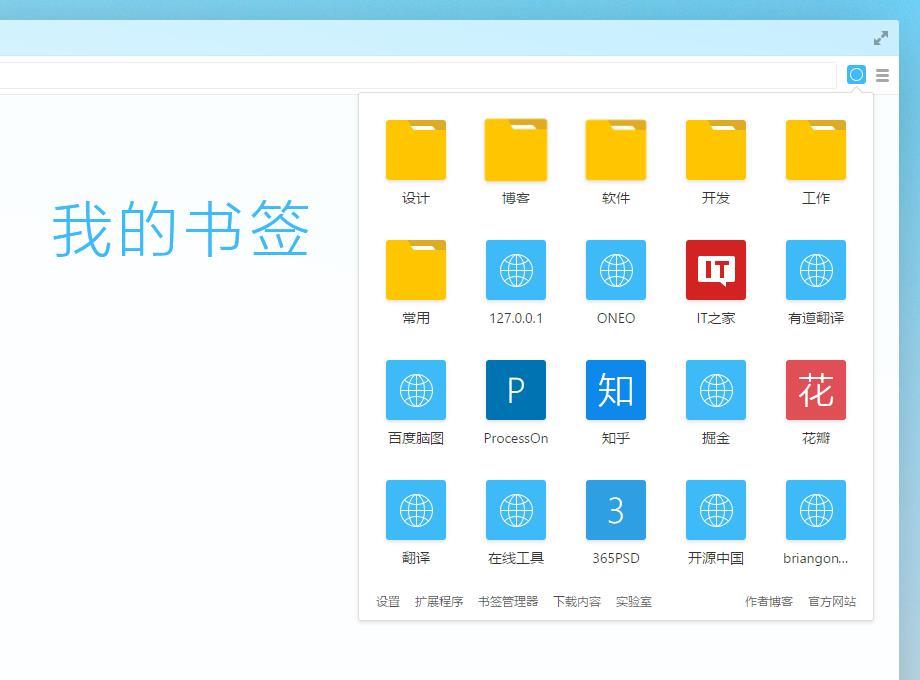 我的书签
设计 博客 软件 开发 工作
IT
常用 127.0.0.1 ONEO IT之家 有道翻译
P 知 花
百度脑图 ProcessOn 知乎 掘金 花瓣
3
翻译 在线工具 365PSD 开源中国 briangon...
设置 扩展程序 书签管理器 下载内容 实验室 作者博客 官方网站